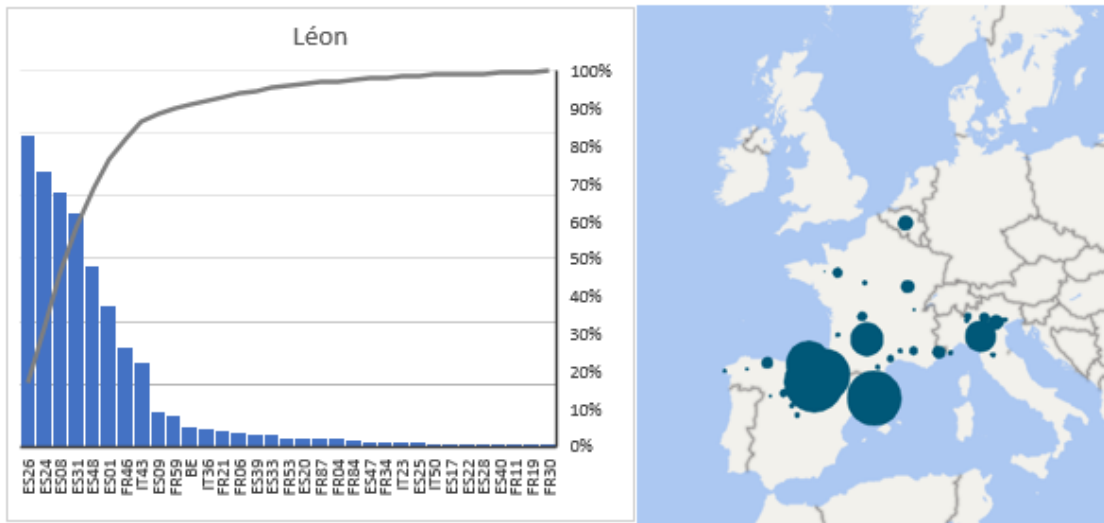 Léon
100%
90%
80%
70%
60%
50%
40%
30%
20%
10%
0%
ES26
ES24
ES08
ES31
ES48
ES01
FR46
IT43
ES09
FR59
BE
IT36
FR21
FR06
ES39
ES33
FR53
ES20
FR87
FR04
FR84
ES47
FR34
IT23
ES25
IT50
ES17
ES22
ES28
ES40
FR11
FR19
FR30